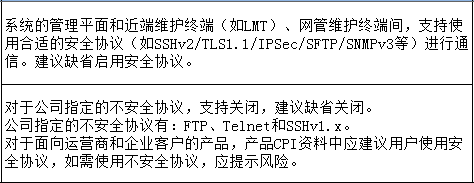 系统的管理平面和近端维护终端（如LMT）、网管维护终端间，支持使
用合适的安全协议（如SSHv2/TLS1.1/IPSec/SFTP/SNMPv3等）进行通
信。建议缺省启用安全协议。
对于公司指定的不安全协议，支持关闭，建议缺省关闭。
公司指定的不安全协议有：FTP、Telnet和SSHv1.x。
对于面向运营商和企业客户的产品，产品CPI资料中应建议用户使用安
全协议，如需使用不安全协议，应提示风险。